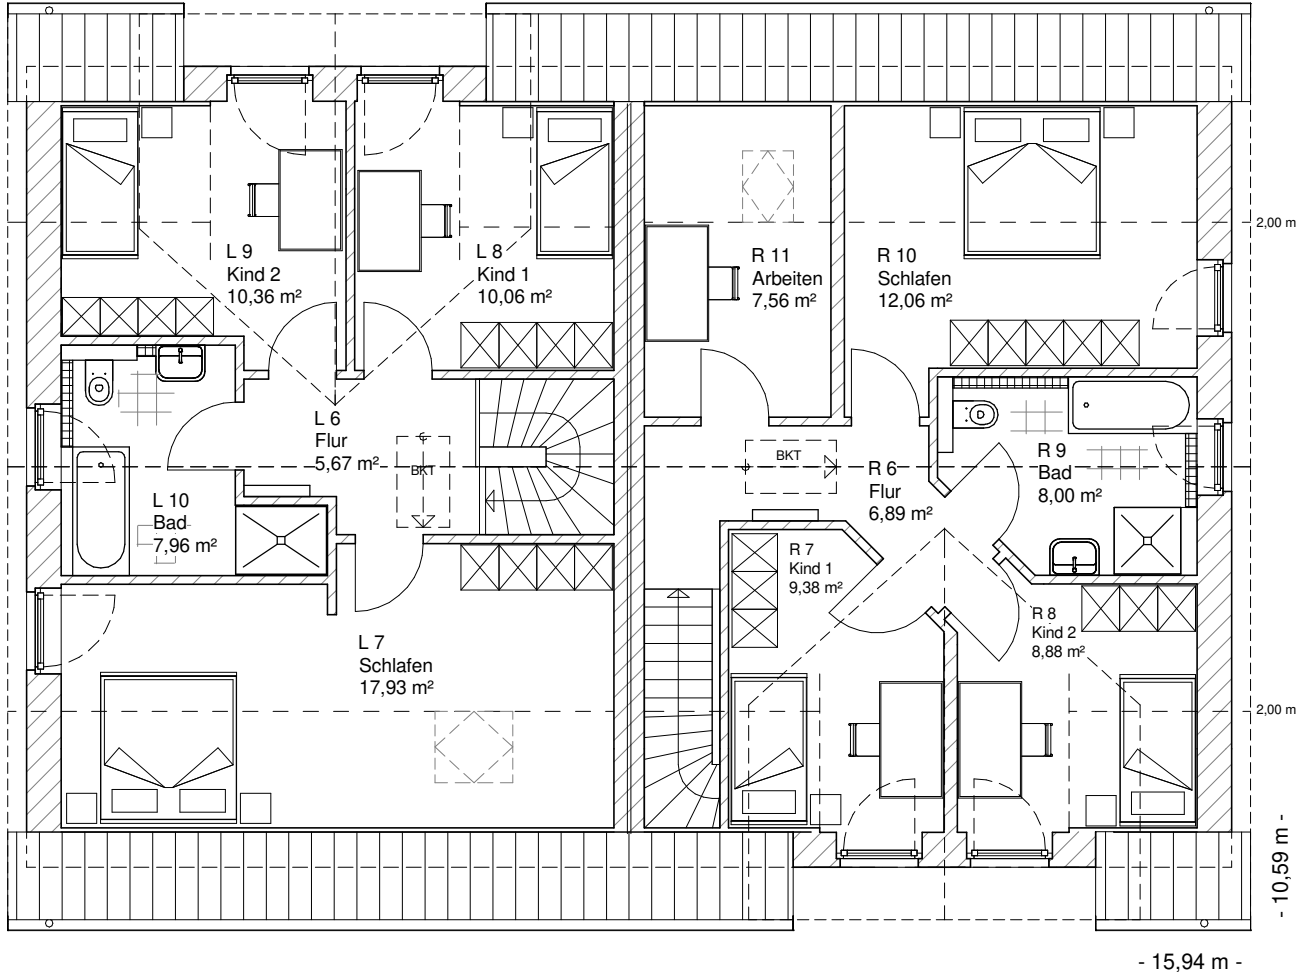 2,00 m
L 9
Kind 2
10,36 m²
L 8
Kind 1
10,06 m²
R 11
Arbeiten
7,56 m²
R 10
Schlafen
12,06 m²
L 6
Flur
5,67 m²
BKT
BKT
R 6
Flur
6,89 m²
R 9
Bad
8,00 m²
L 10
Bad
7,96 m²
R 7
Kind 1
9,38 m²
R 8
Kind 2
8,88 m²
L 7
Schlafen
17,93 m²
2,00 m
- 10,59 m -
- 15,94 m -